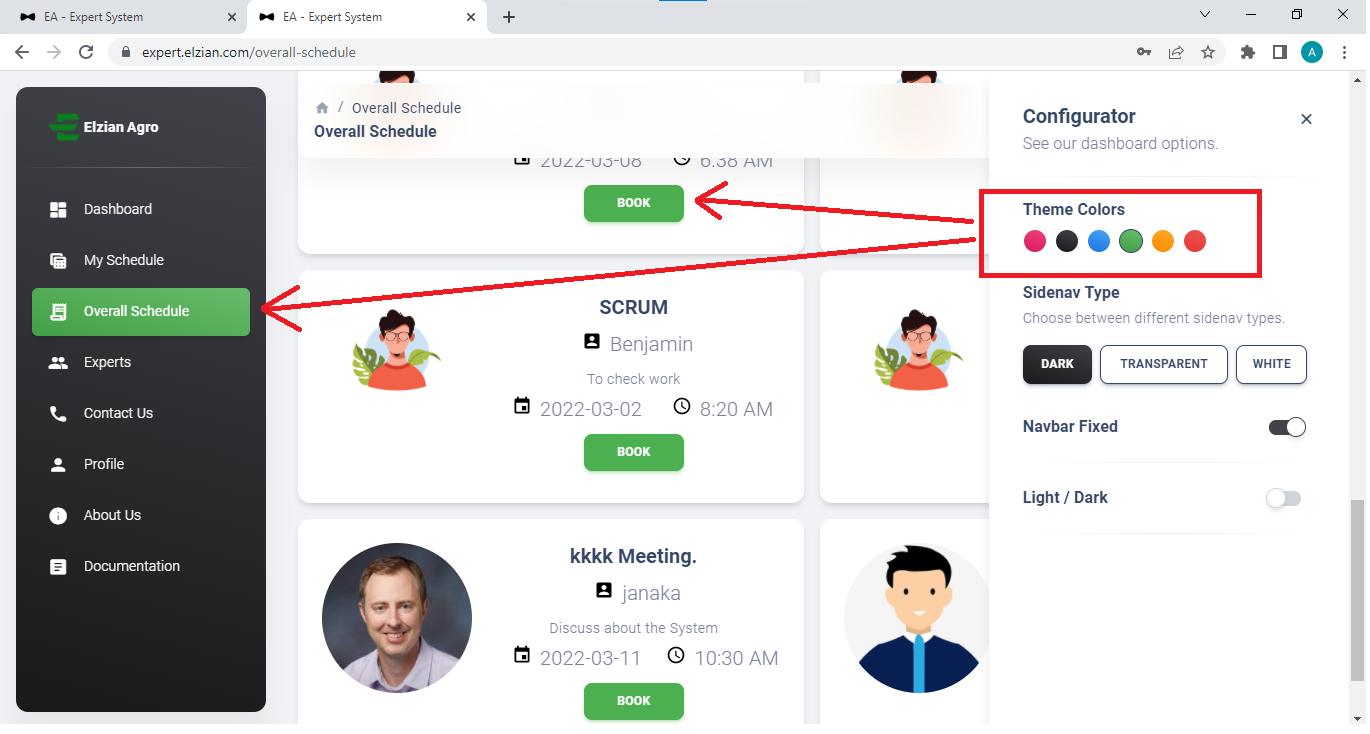 EA - Expert System
EA - Expert System
expert.elzian.com/overall-schedule
A
Elzian Agro
Dashboard
My Schedule
Overall Schedule
Experts
Contact Us
Profile
About Us
Documentation
/ Overall Schedule
Overall Schedule
2022-03-08 6:38 AM
BOOK
SCRUM
Benjamin
To check work
2022-03-02 8:20 AM
BOOK
kkkk Meeting.
janaka
Discuss about the System
2022-03-11 10:30 AM
BOOK
Configurator
See our dashboard options.
Theme Colors
Sidenav Type
Choose between different sidenav types.
DARK TRANSPARENT WHITE
Navbar Fixed
Light / Dark